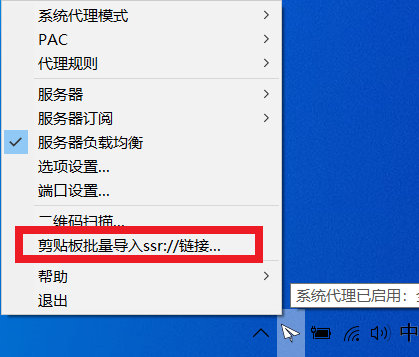 系统代理模式
PAC
代理规则
服务器
服务器订阅
服务器负载均衡
选项设置...
端口设置...
二维码扫描...
剪贴板批量导入ssr://链接...
帮助
退出
系统代理已启用：
中